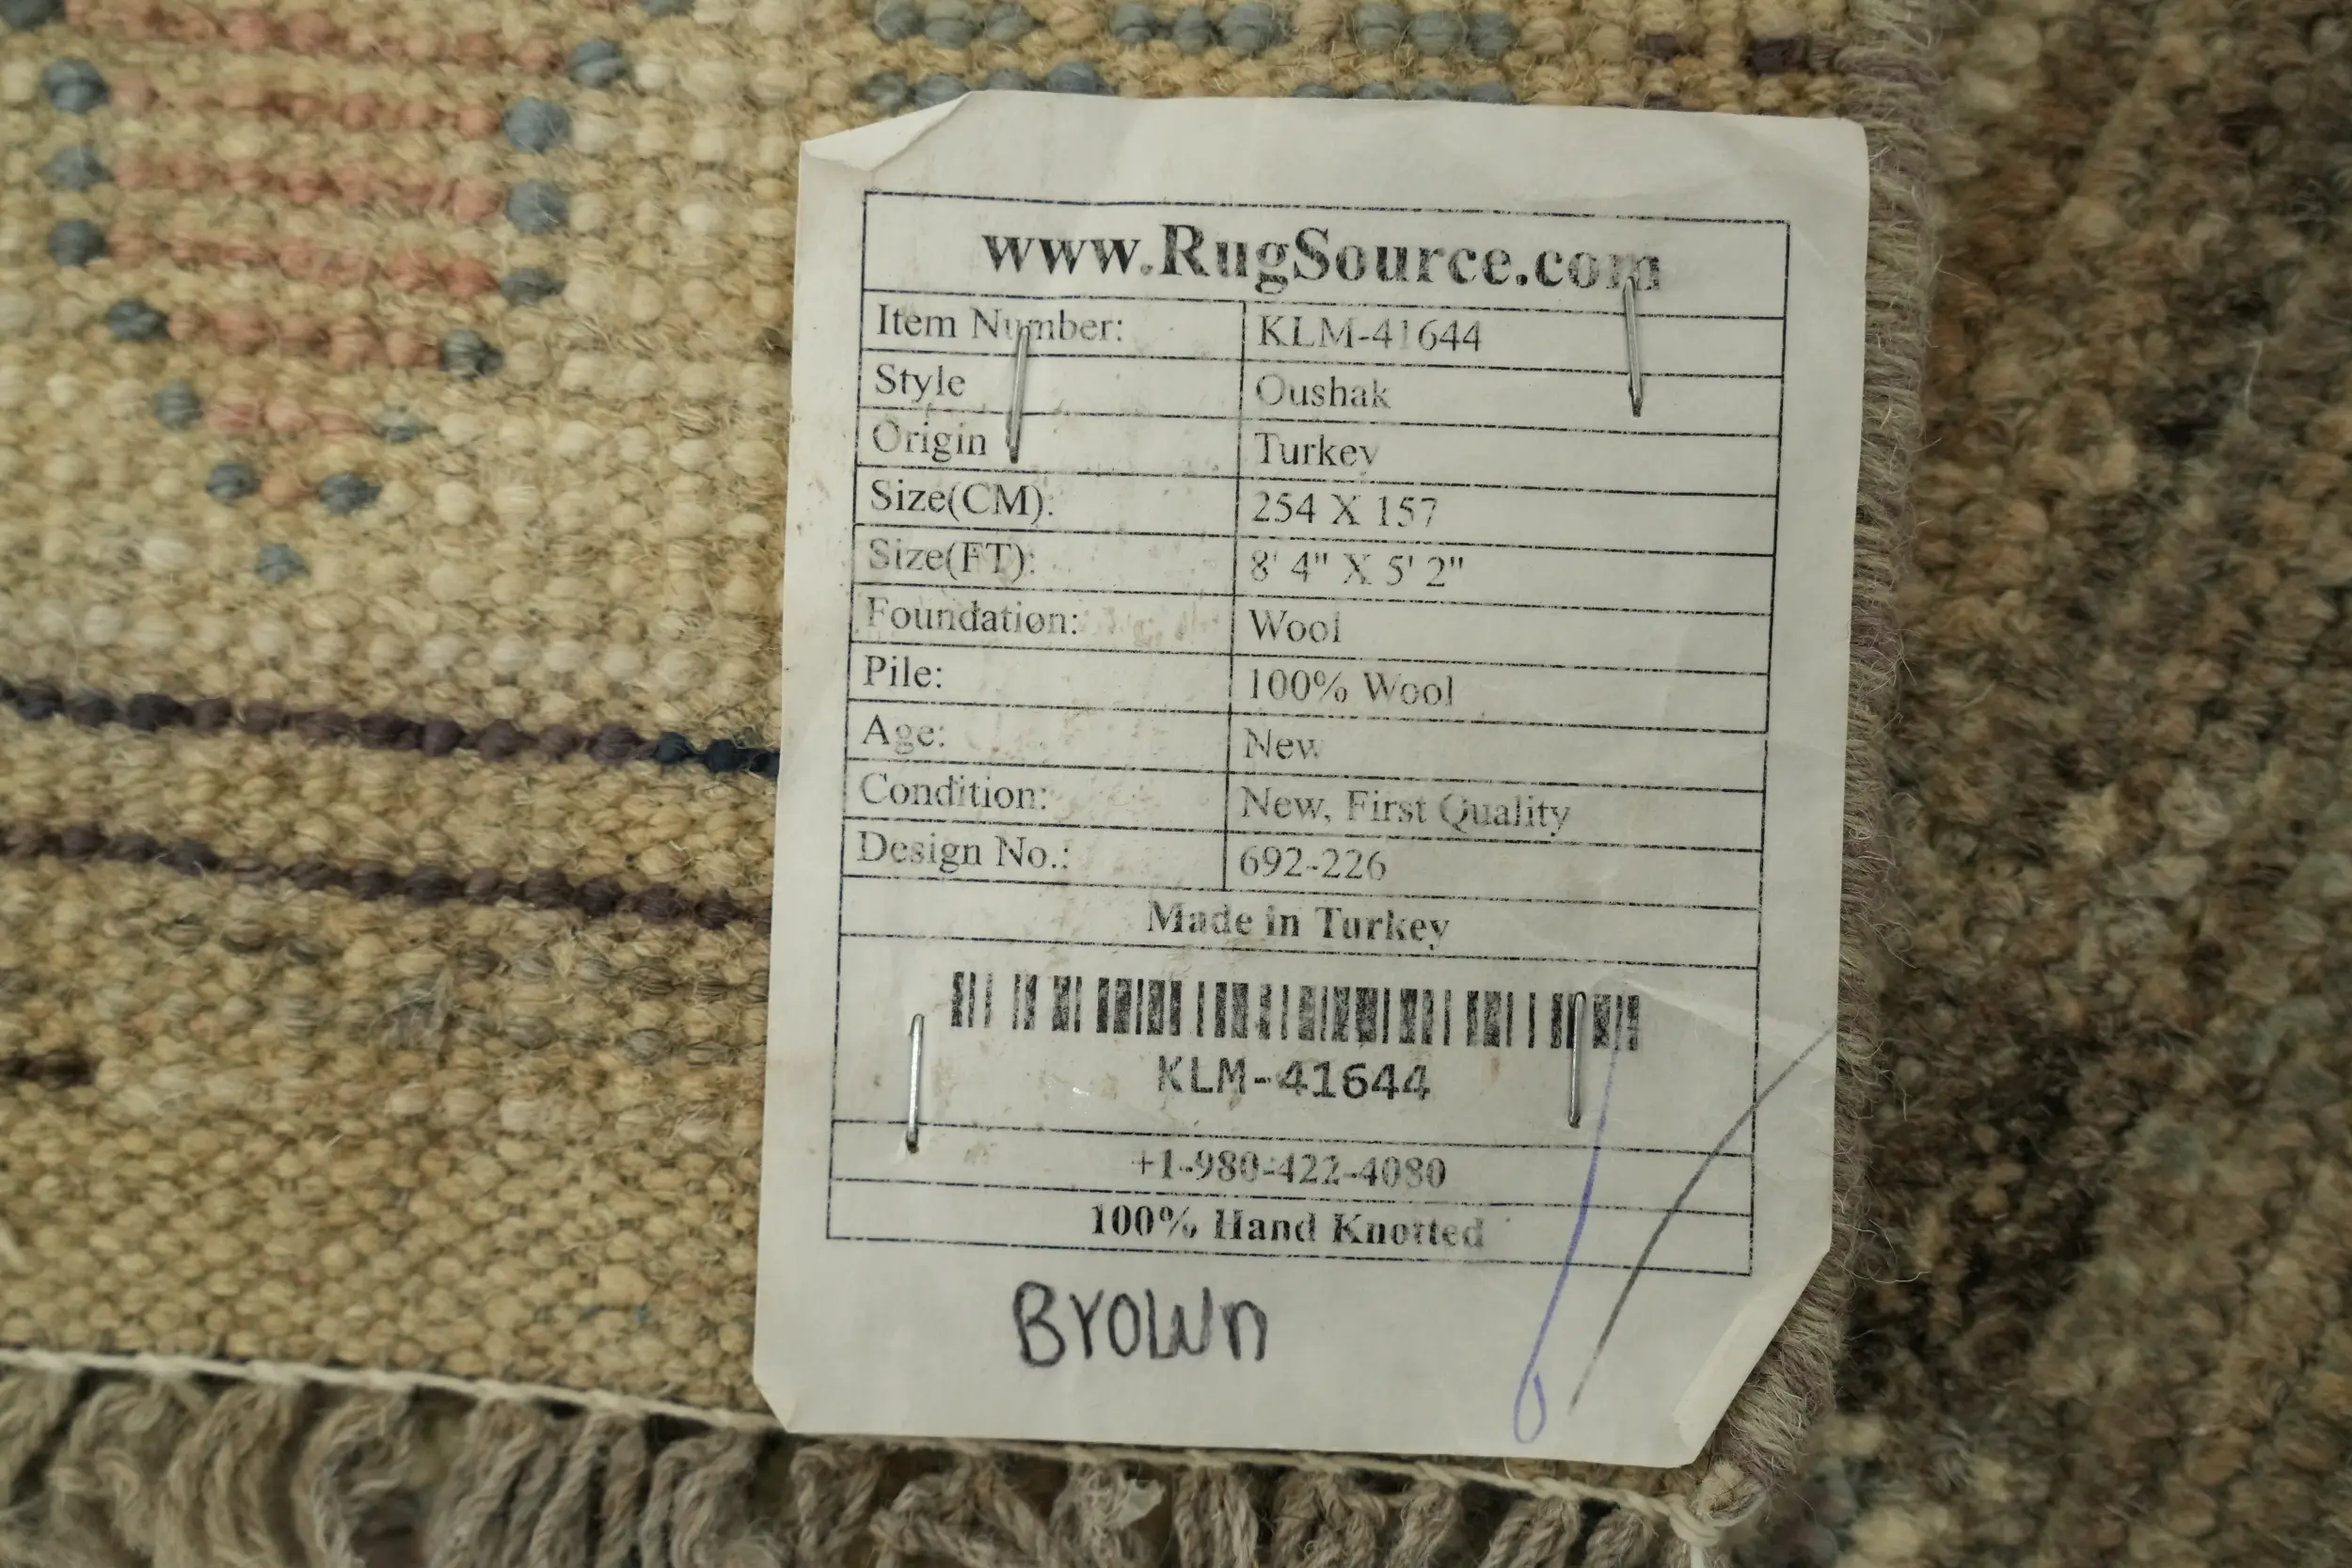 www.RugSource.com
Item Number: KLM-41644
Style Oushak
Origin Turkey
Size(CM): 254 X 157
Size(FT): 8' 4" X 5' 2"
Foundation: Wool
Pile: 100% Wool
Age: New
Condition: New, First Quality
Design No.: 692-226
Made in Turkey
KLM-41644
+1-980-422-4080
100% Hand Knotted
Brown